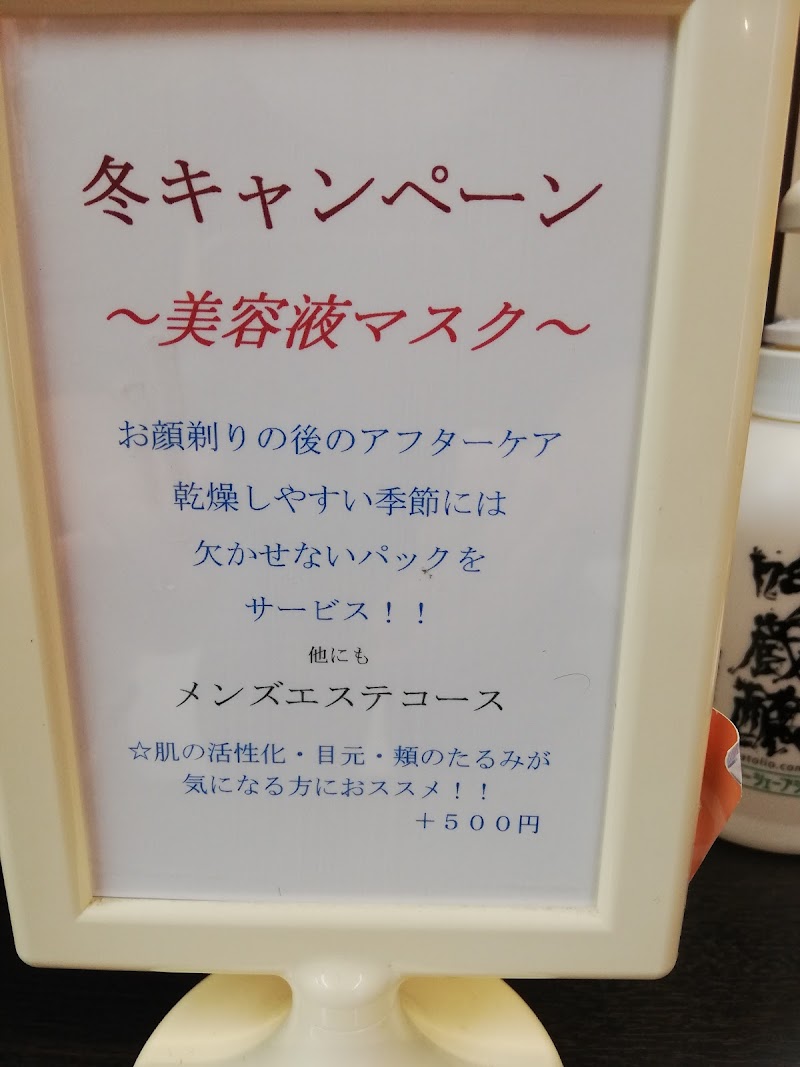 冬キャンペーン
～美容液マスク～
お顔剃りの後のアフターケア
乾燥しやすい季節には
欠かせないパックを
サービス！！
他にも
メンズエステコース
☆肌の活性化・目元・頬のたるみが
気になる方におススメ！！
＋５００円